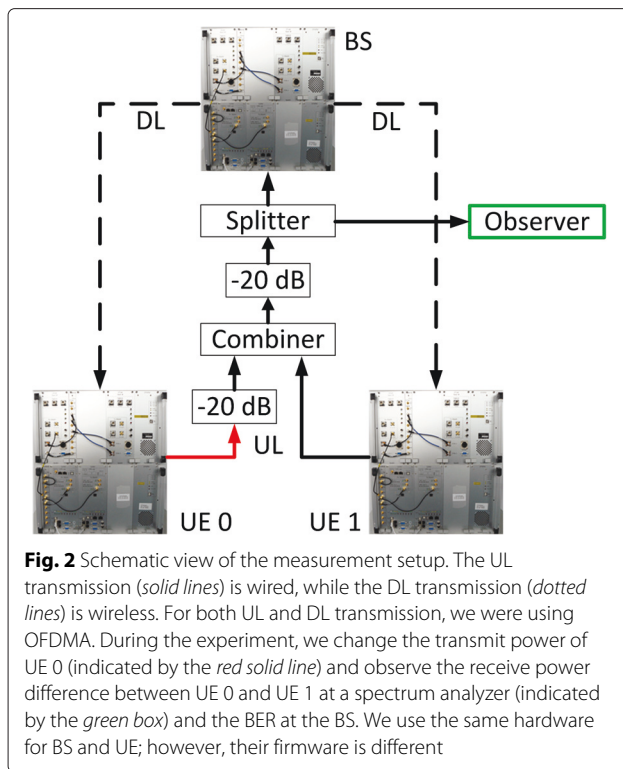 BS
DL
DL
Splitter
Observer
-20 dB
Combiner
-20 dB
UL
UE 0
UE 1
Fig. 2 Schematic view of the measurement setup. The UL
transmission (solid lines) is wired, while the DL transmission (dotted
lines) is wireless. For both UL and DL transmission, we were using
OFDMA. During the experiment, we change the transmit power of
UE 0 (indicated by the red solid line) and observe the receive power
difference between UE 0 and UE 1 at a spectrum analyzer (indicated
by the green box) and the BER at the BS. We use the same hardware
for BS and UE; however, their firmware is different